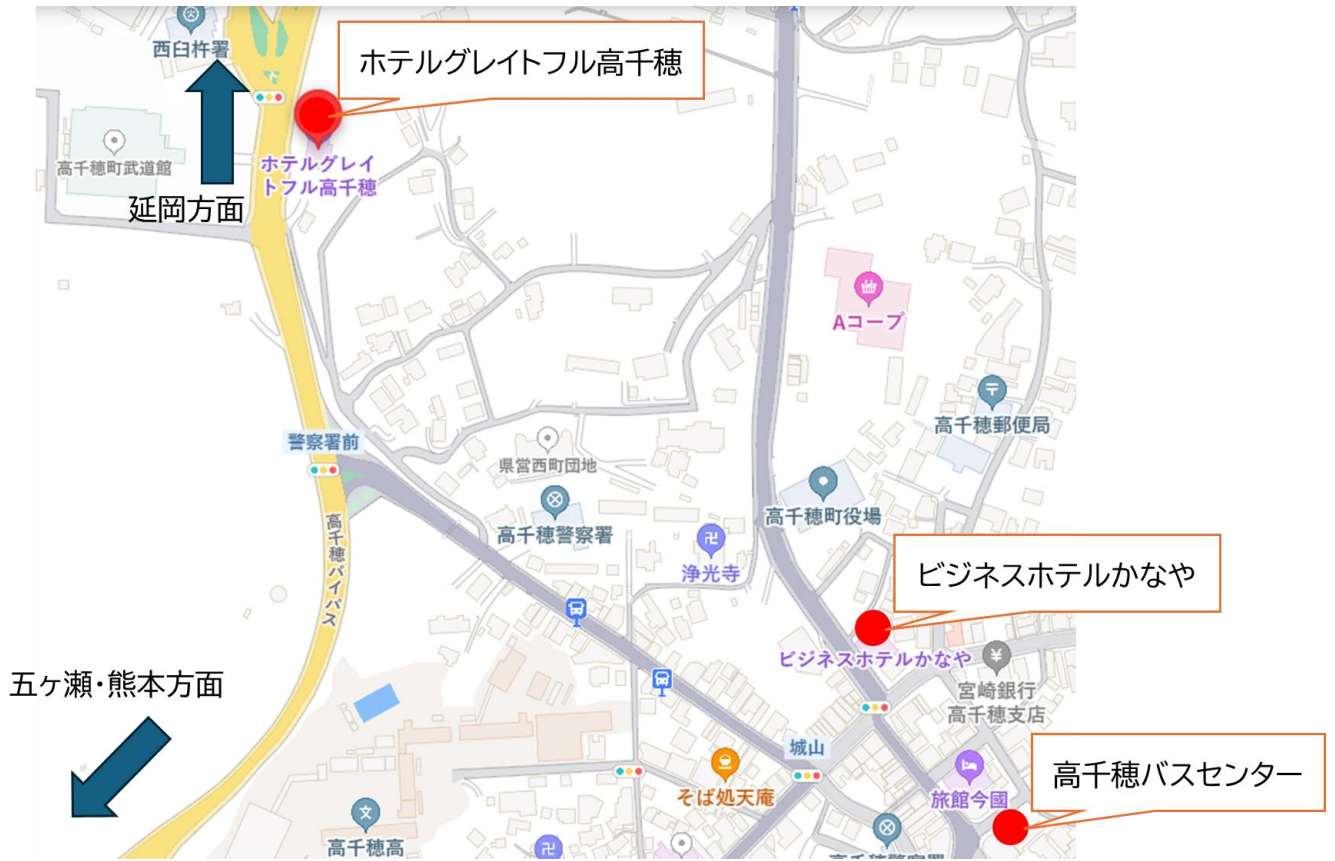 西臼杵署
ホテルグレイトフル高千穂
高千穂町武道館
ホテルグレイ
トフル高千穂
延岡方面
Aコープ
高千穂郵便局
警察署前
県営西町団地
高千穂警察署
高千穂町役場
浄光寺
高千穂バイパス
ビジネスホテルかなや
ビジネスホテルかなや
五ヶ瀬・熊本方面
宮崎銀行
高千穂支店
城山
高千穂バスセンター
そば処天庵
旅館今國
高千穂高